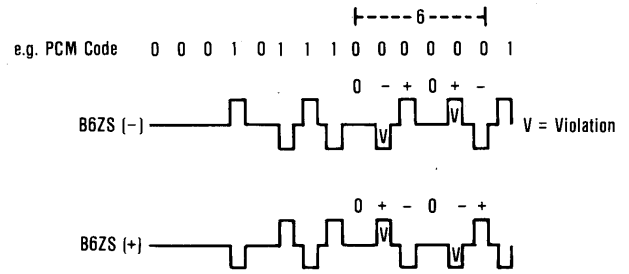 6
e.g. PCM Code 0 0 0 1 0 1 1 1 0 0 0 0 0 0 1
0 - + 0 + -
B6ZS (-) V V V = Violation
0 + - 0 - +
B6ZS (+) V V